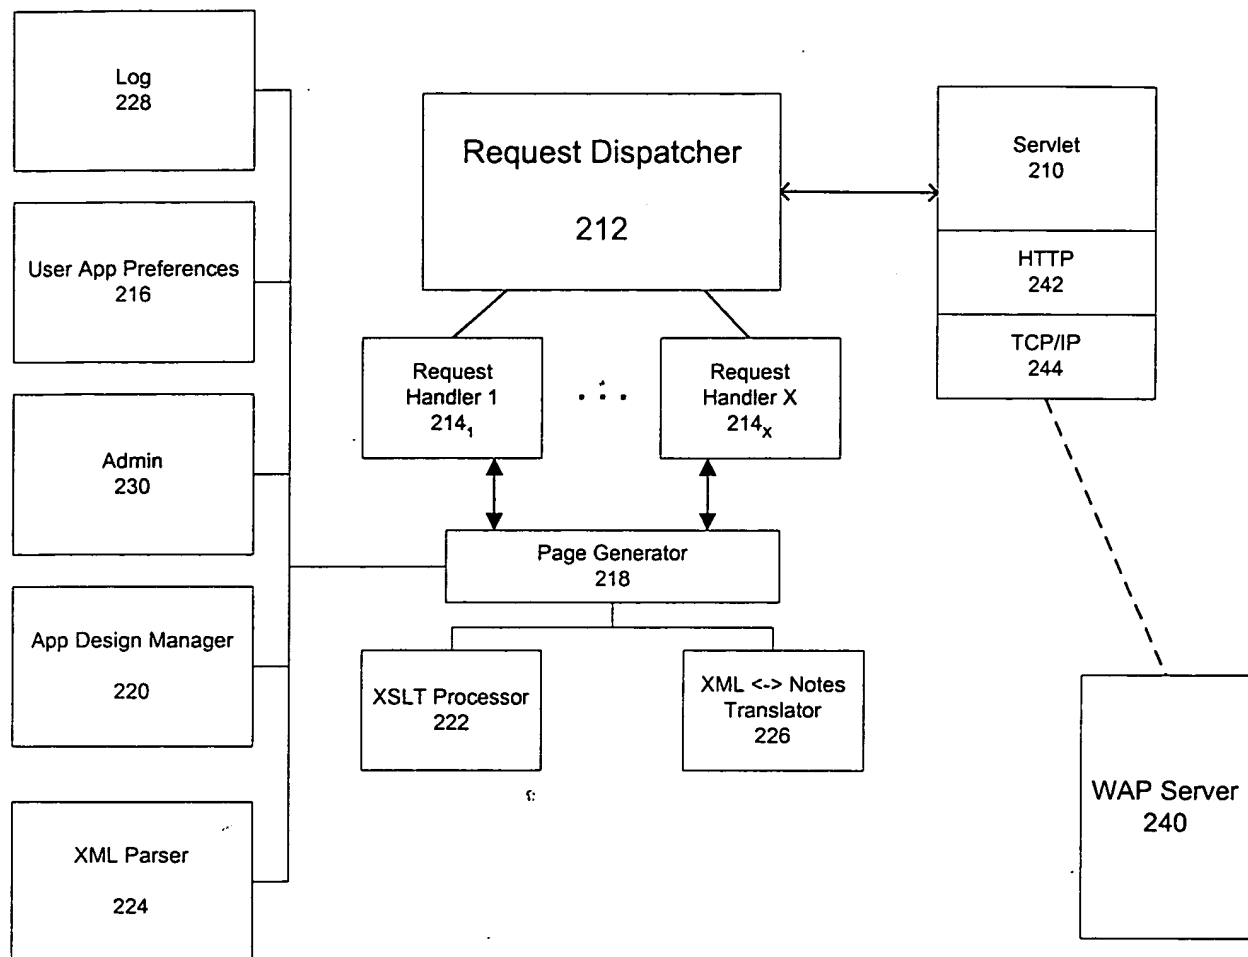 Log
228
User App Preferences
216
Admin
230
App Design Manager
220
XML Parser
224
Request Dispatcher
212
Request
Handler 1
214₁
. . .
Request
Handler X
214ₓ
Page Generator
218
XSLT Processor
222
XML <-> Notes
Translator
226
Servlet
210
HTTP
242
TCP/IP
244
WAP Server
240